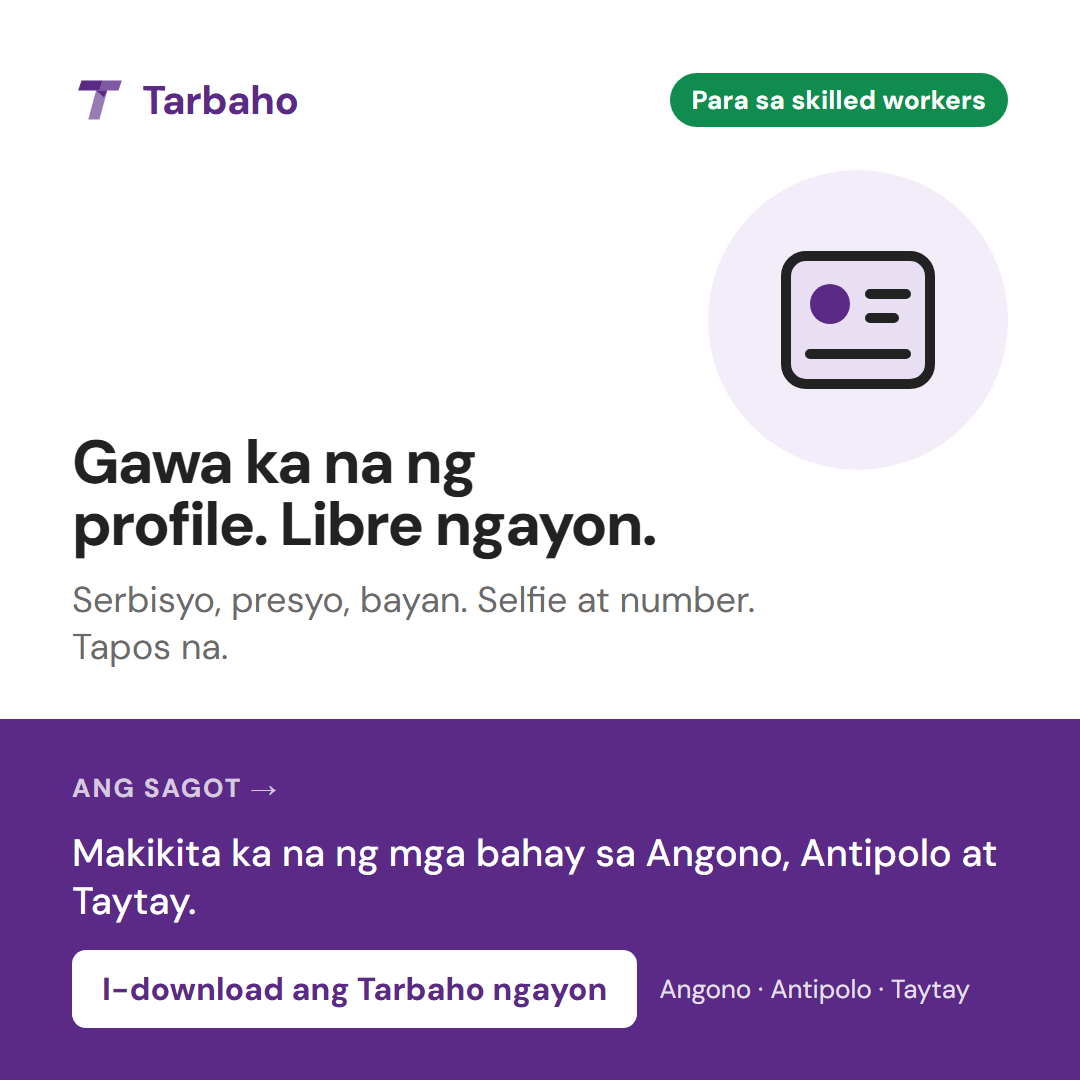 Tarbaho
Para sa skilled workers
Gawa ka na ng
profile. Libre ngayon.
Serbisyo, presyo, bayan. Selfie at number.
Tapos na.
ANG SAGOT →
Makikita ka na ng mga bahay sa Angono, Antipolo at
Taytay.
I-download ang Tarbaho ngayon
Angono · Antipolo · Taytay